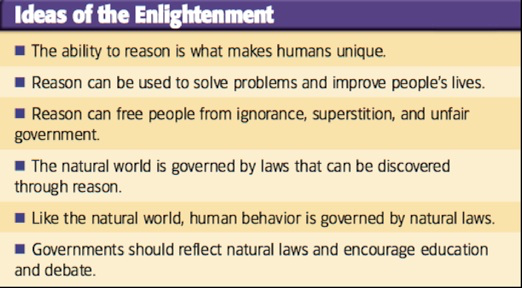 Ideas of the Enlightenment
■ The ability to reason is what makes humans unique.
■ Reason can be used to solve problems and improve people's lives.
■ Reason can free people from ignorance, superstition, and unfair
government.
■ The natural world is governed by laws that can be discovered
through reason.
■ Like the natural world, human behavior is governed by natural laws.
■ Governments should reflect natural laws and encourage education
and debate.